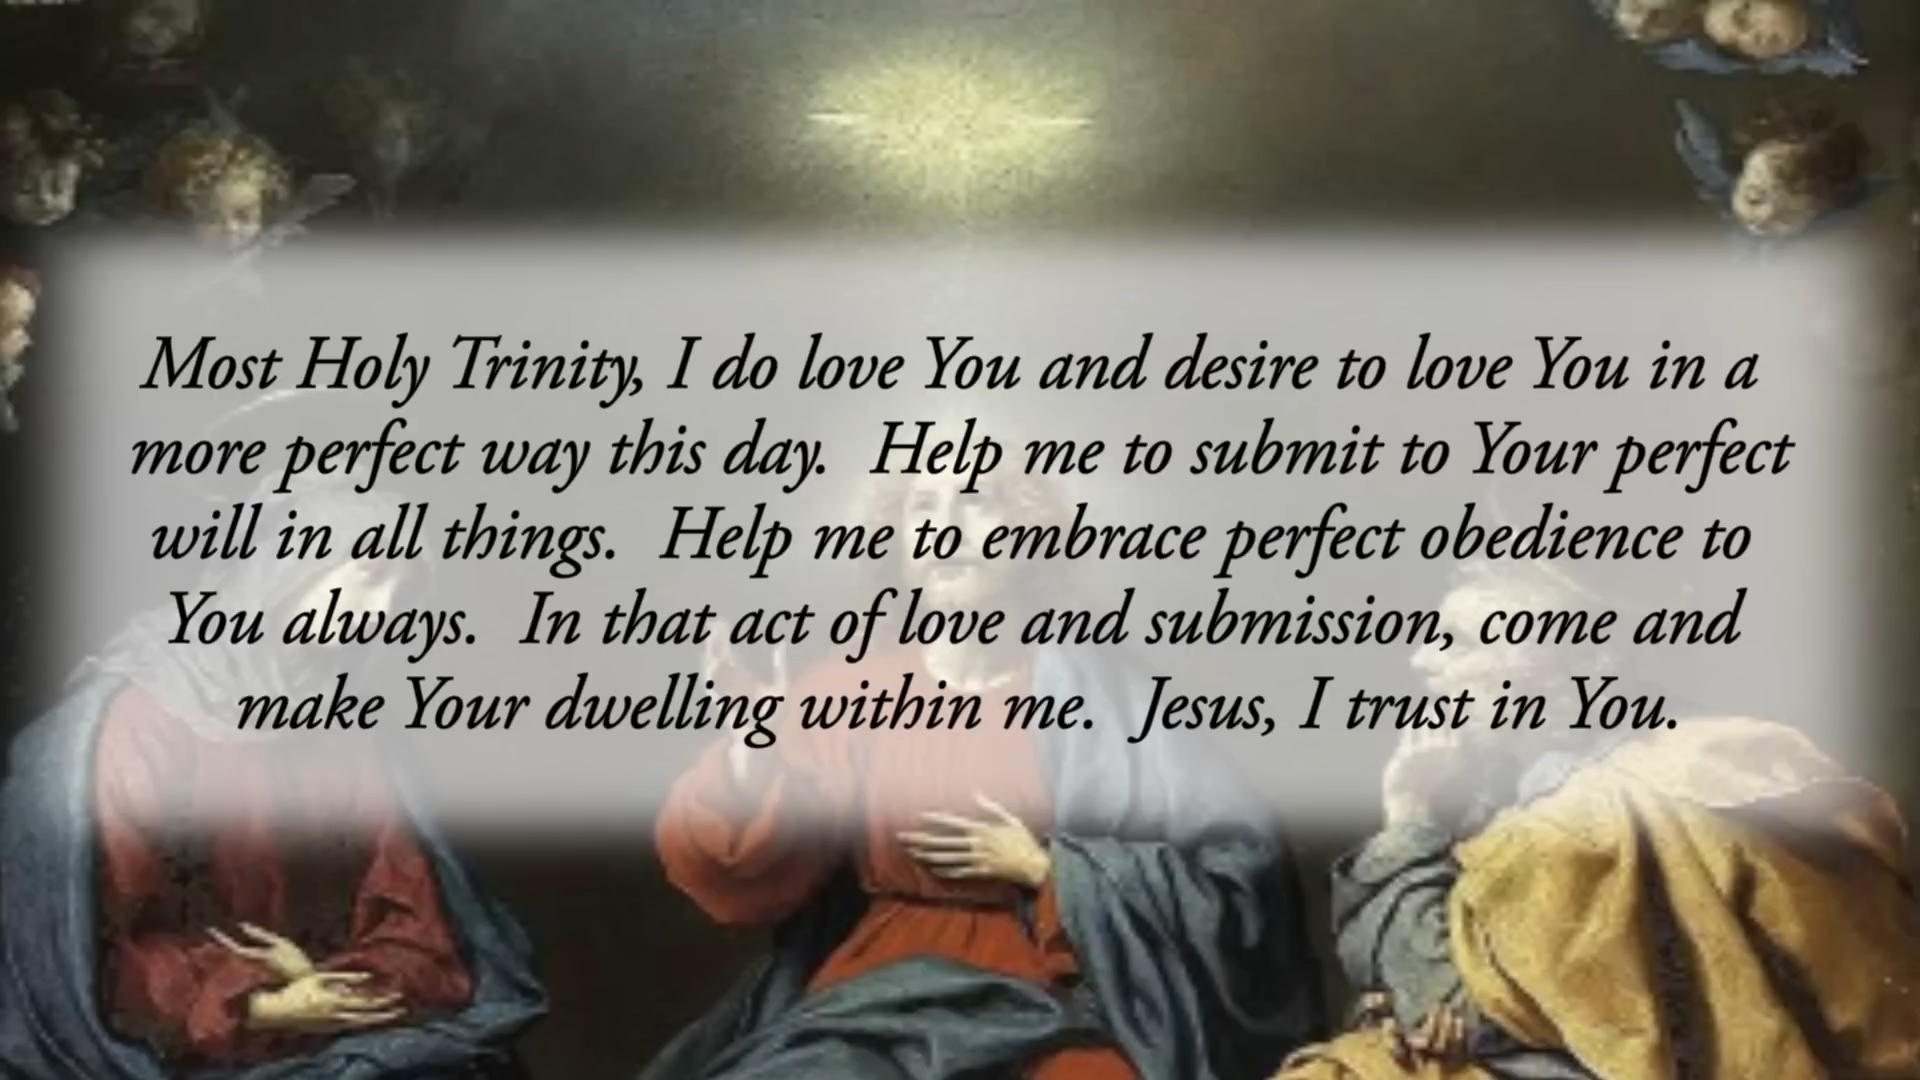 Most Holy Trinity, I do love You and desire to love You in a
more perfect way this day.  Help me to submit to Your perfect
will in all things.  Help me to embrace perfect obedience to
You always.  In that act of love and submission, come and
make Your dwelling within me.  Jesus, I trust in You.